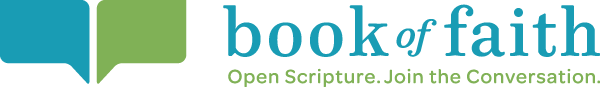 book of faith
Open Scripture. Join the Conversation.